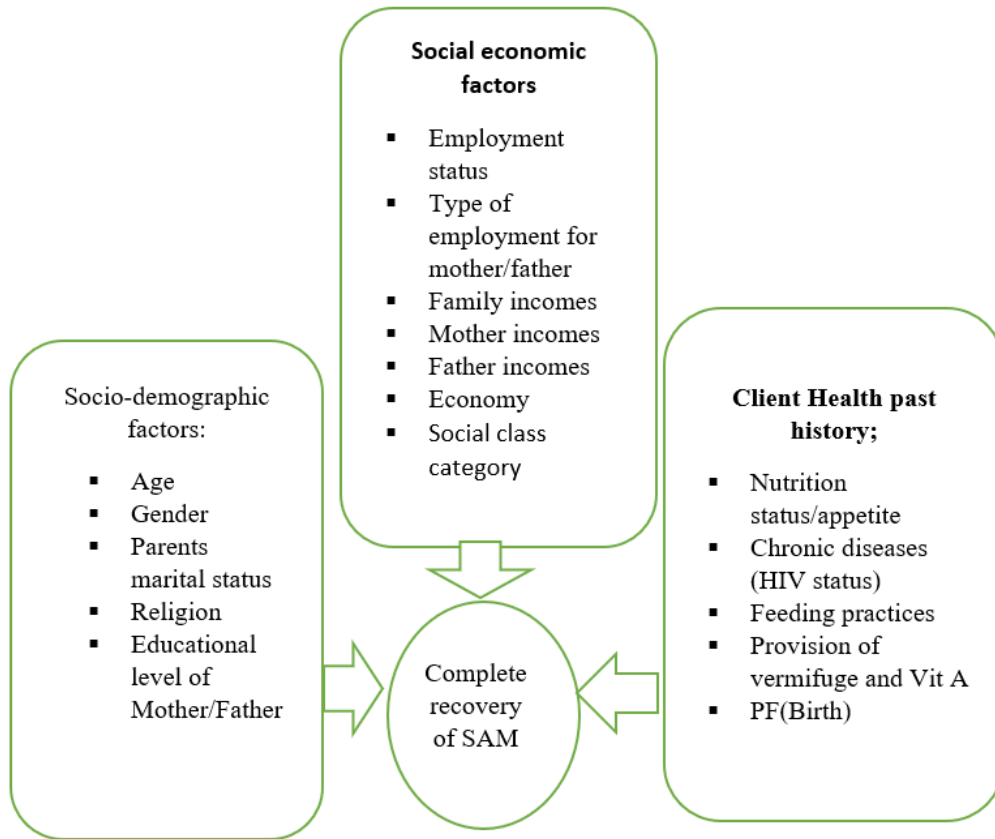 Social economic
factors
▪ Employment
status
▪ Type of
employment for
mother/father
▪ Family incomes
▪ Mother incomes
▪ Father incomes
▪ Economy
▪ Social class
category
Socio-demographic
factors:
▪ Age
▪ Gender
▪ Parents
marital status
▪ Religion
▪ Educational
level of
Mother/Father
Client Health past
history;
▪ Nutrition
status/appetite
▪ Chronic diseases
(HIV status)
▪ Feeding practices
▪ Provision of
vermifuge and Vit A
▪ PF(Birth)
Complete
recovery
of SAM